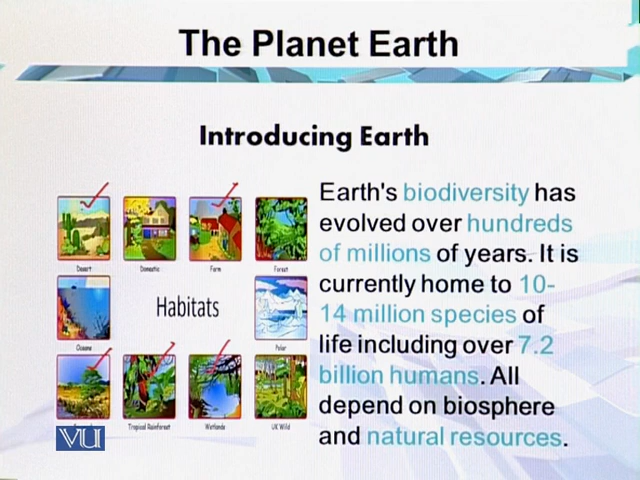 The Planet Earth
Introducing Earth
Earth's biodiversity has
evolved over hundreds
of millions of years. It is
currently home to 10-
14 million species of
life including over 7.2
billion humans. All
depend on biosphere
and natural resources.
Desert Domestic Farm Forest
Habitats
Oceans Polar
Tropical Rainforest Wetlands UK Wild
VU